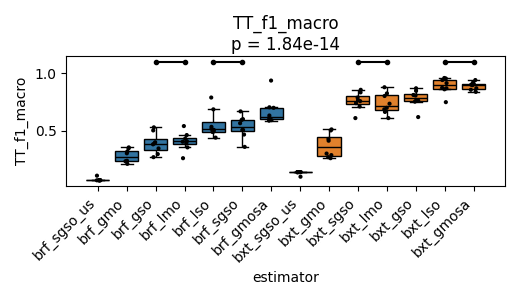 TT_f1_macro
p = 1.84e-14
TT_f1_macro
1.0
0.5
brf_sgso_us
brf_gmo
brf_gso
brf_lmo
brf_lso
brf_sgso
brf_gmosa
bxt_sgso_us
bxt_gmo
bxt_sgso
bxt_lmo
bxt_gso
bxt_lso
bxt_gmosa
estimator